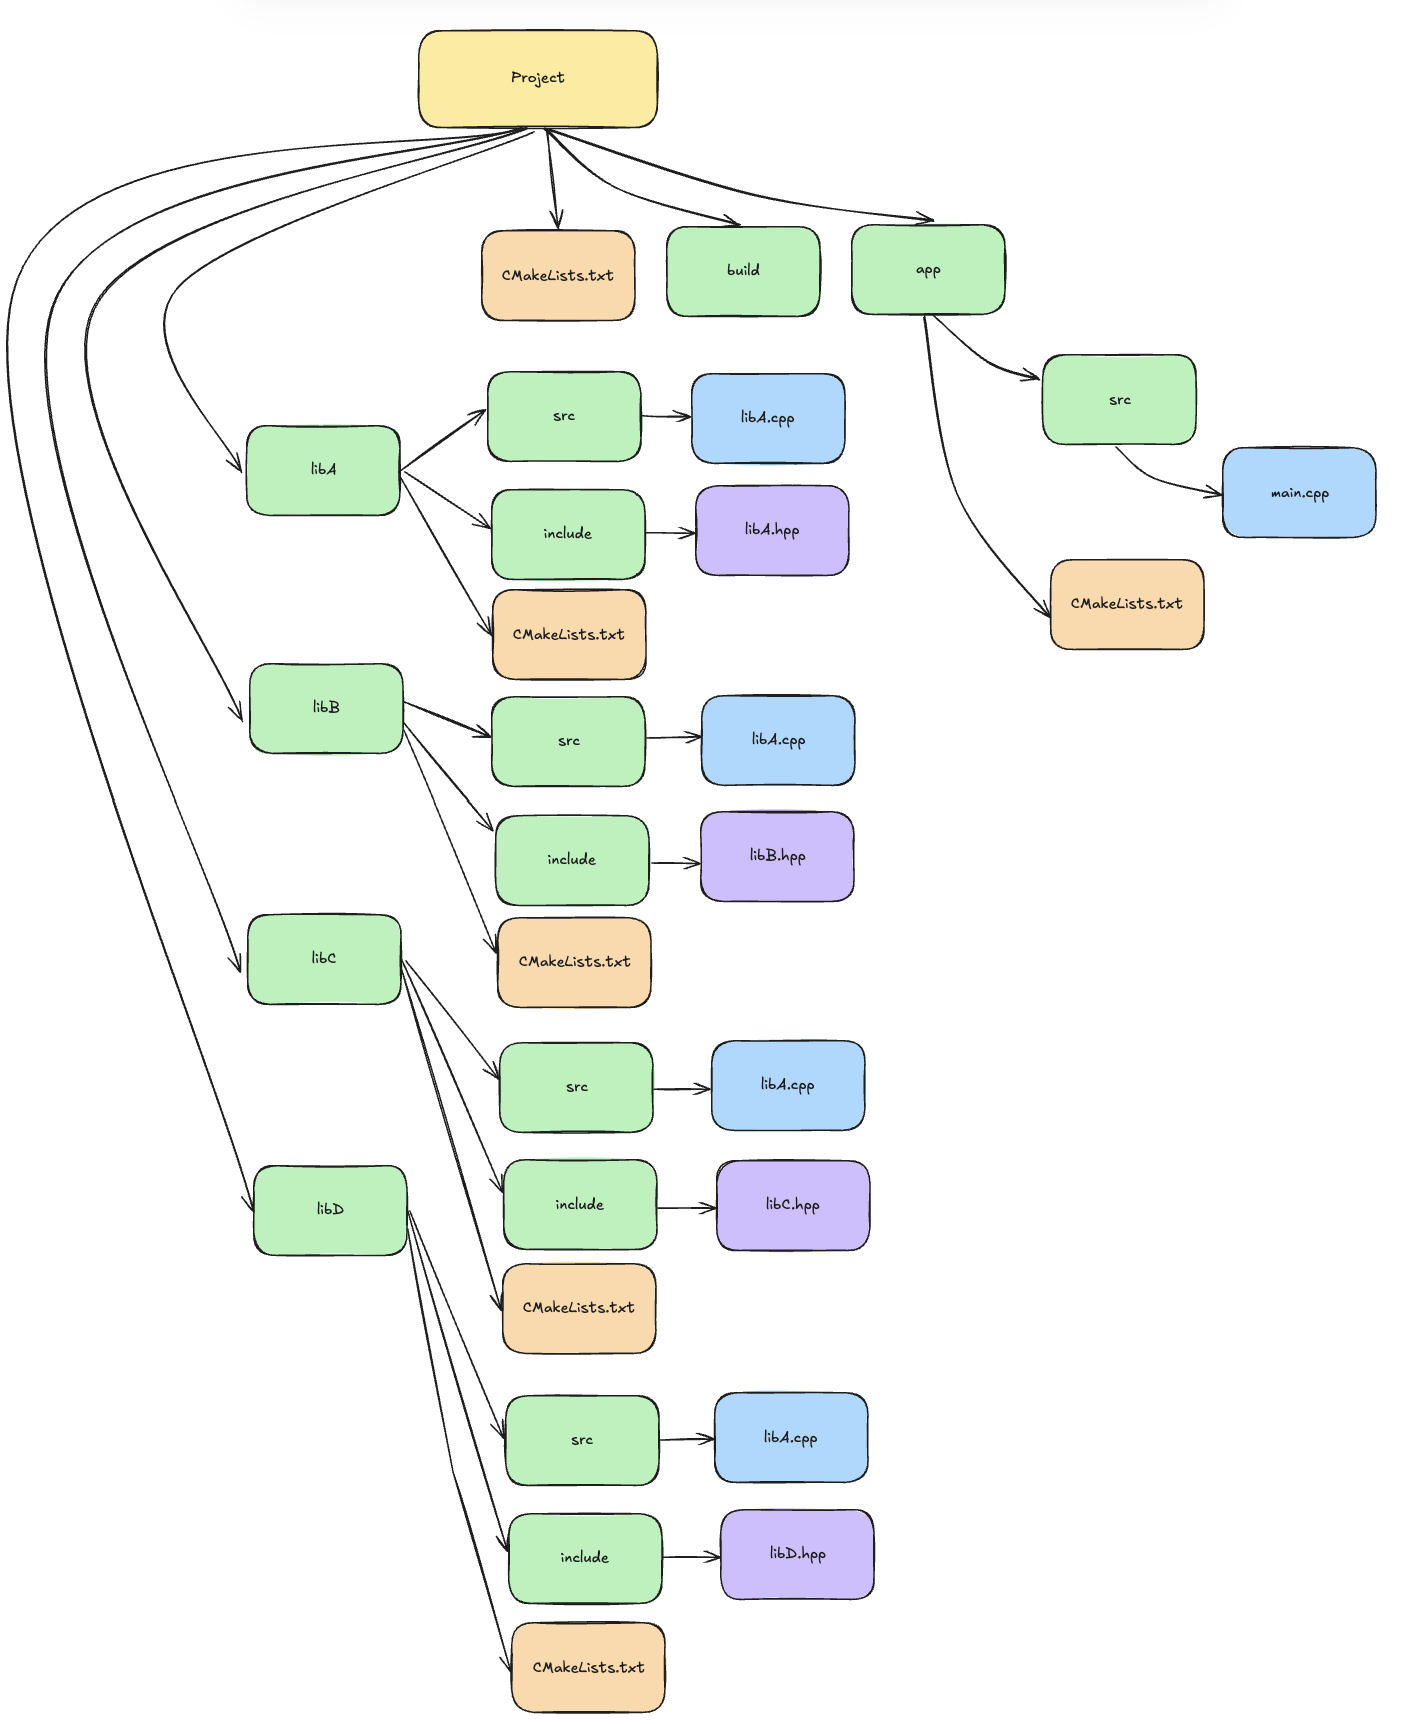 Project
CMakeLists.txt
build
app
src
main.cpp
CMakeLists.txt
libA
src
libA.cpp
include
libA.hpp
CMakeLists.txt
libB
src
libA.cpp
include
libB.hpp
CMakeLists.txt
libC
src
libA.cpp
include
libC.hpp
CMakeLists.txt
libD
src
libA.cpp
include
libD.hpp
CMakeLists.txt